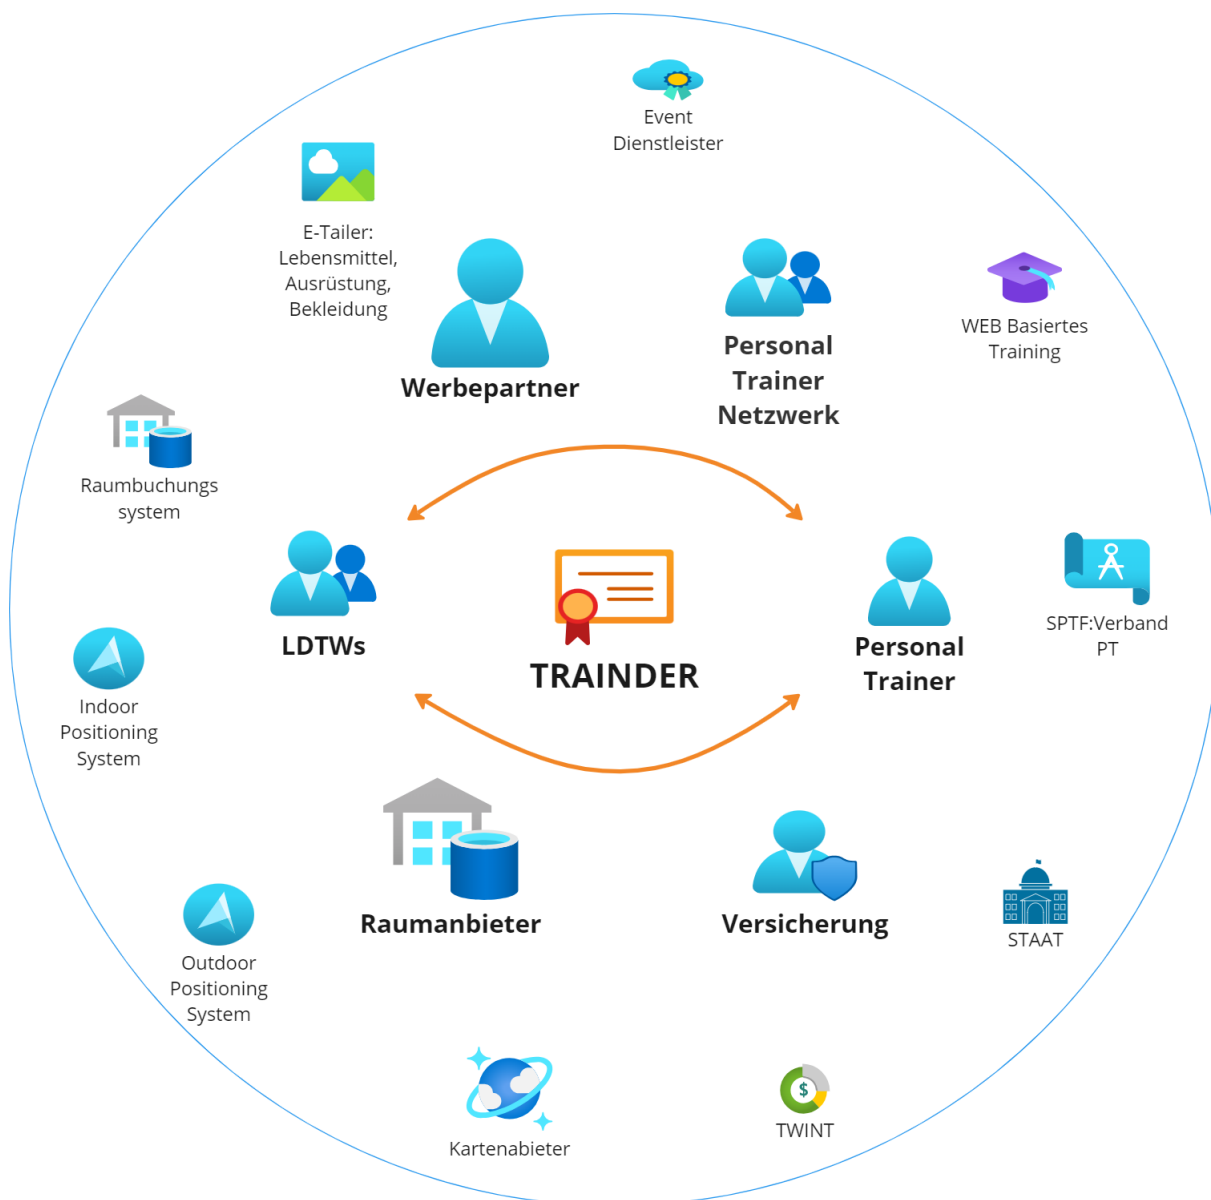 Event
Dienstleister
E-Tailer:
Lebensmittel,
Ausrüstung,
Bekleidung
Werbepartner
Personal
Trainer
Netzwerk
WEB Basiertes
Training
Raumbuchungs
system
LDTWs
TRAINDER
Personal
Trainer
SPTF:Verband
PT
Indoor
Positioning
System
Raumanbieter
Versicherung
STAAT
Outdoor
Positioning
System
Kartenabieter
$
TWINT